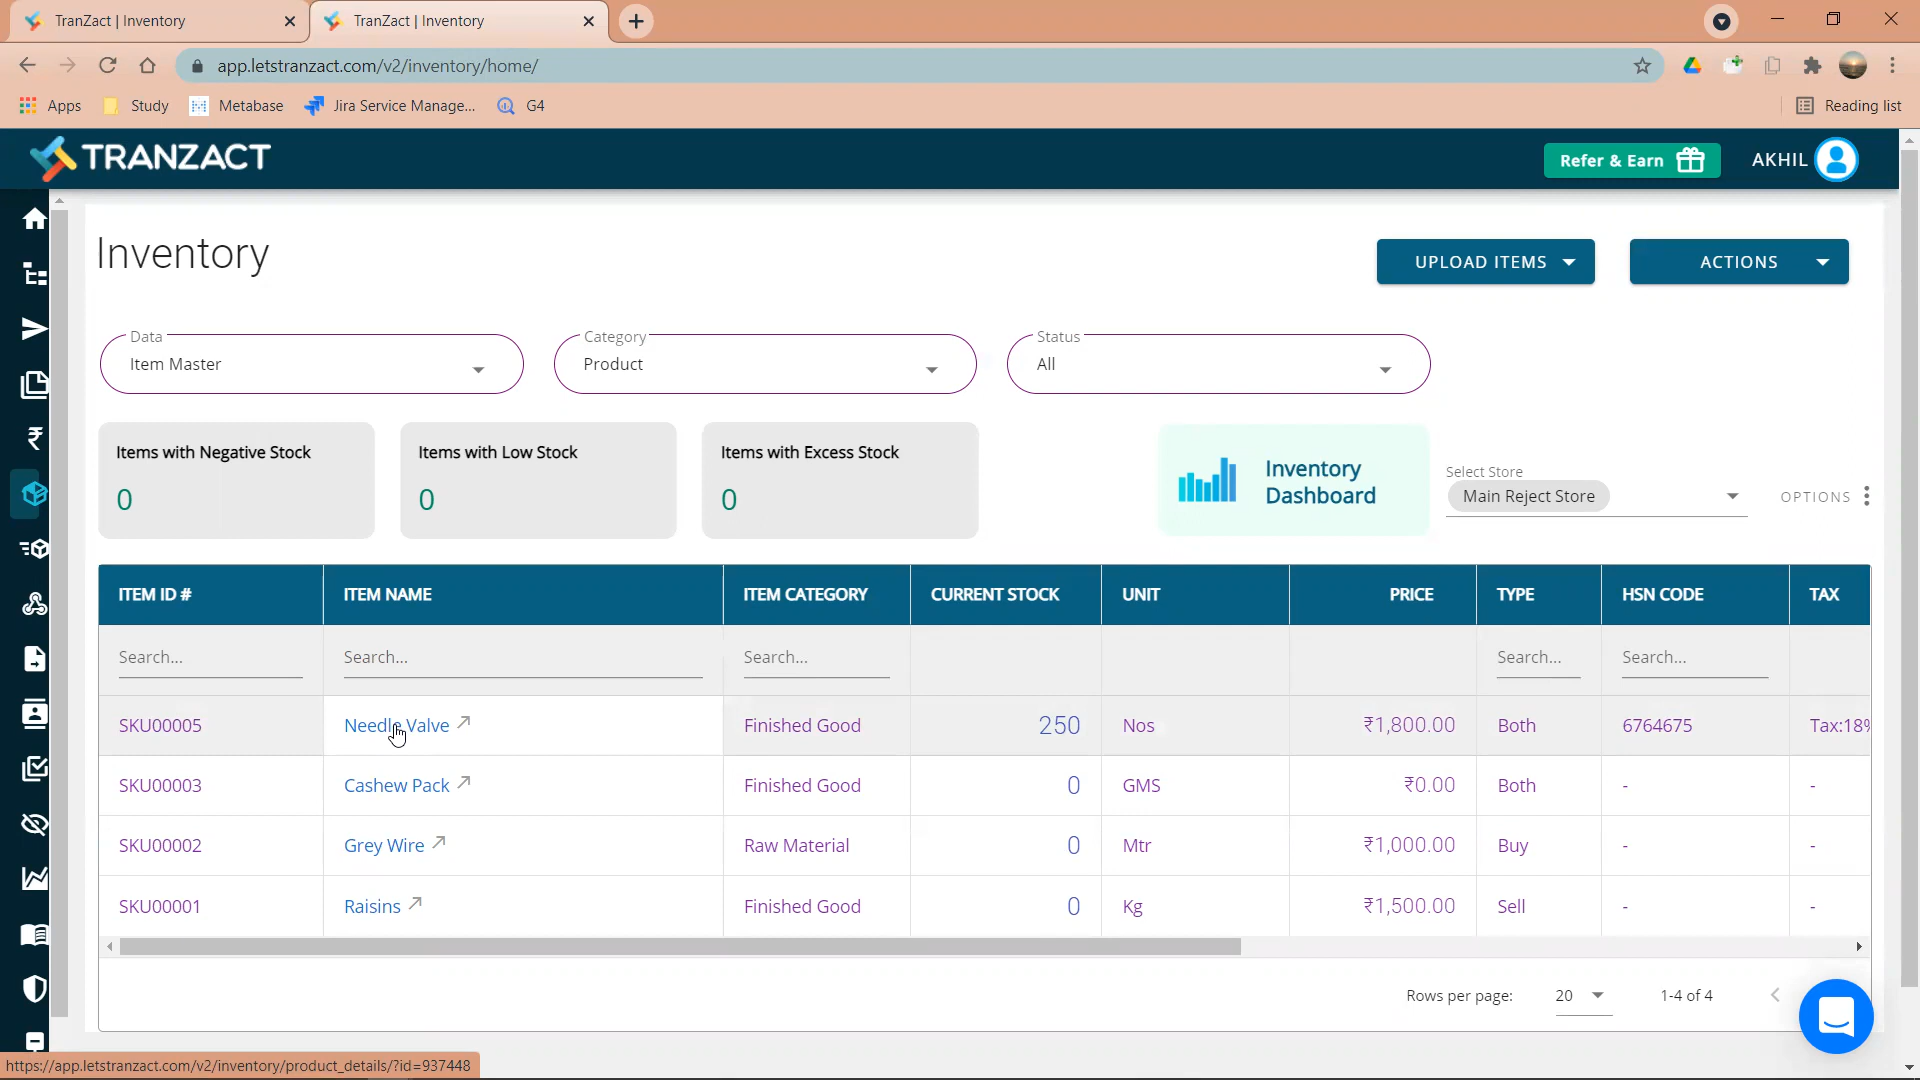 TranZact | Inventory
TranZact | Inventory
app.letstranzact.com/v2/inventory/home/
Apps
Study
Metabase
Jira Service Manage...
G4
Reading list
TRANZACT
Refer & Earn
AKHIL
Inventory
UPLOAD ITEMS
ACTIONS
Data
Item Master
Category
Product
Status
All
Items with Negative Stock
0
Items with Low Stock
0
Items with Excess Stock
0
Inventory
Dashboard
Select Store
Main Reject Store
OPTIONS
ITEM ID # ITEM NAME ITEM CATEGORY CURRENT STOCK UNIT PRICE TYPE HSN CODE TAX
Search... Search... Search... Search... Search...
SKU00005 Needle Valve Finished Good 250 Nos ₹1,800.00 Both 6764675 Tax:18%
SKU00003 Cashew Pack Finished Good 0 GMS ₹0.00 Both - -
SKU00002 Grey Wire Raw Material 0 Mtr ₹1,000.00 Buy - -
SKU00001 Raisins Finished Good 0 Kg ₹1,500.00 Sell - -
Rows per page: 20 1-4 of 4
https://app.letstranzact.com/v2/inventory/product_details/?id=937448